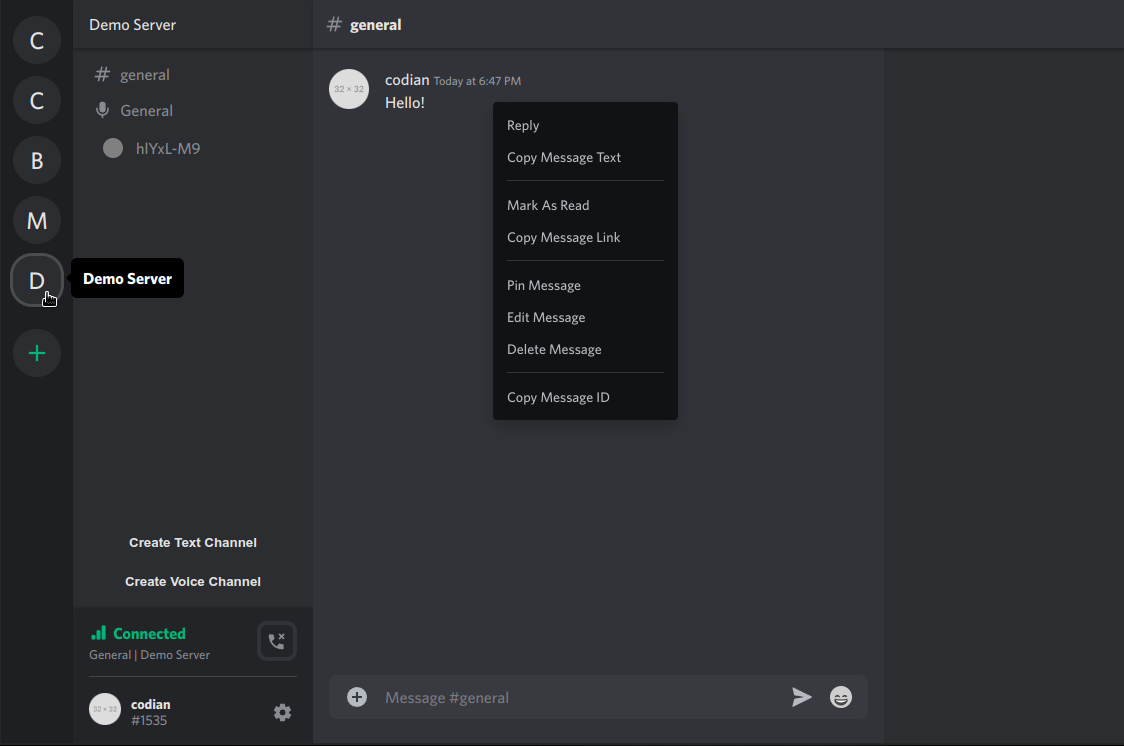 C
C
B
M
D
Demo Server
Demo Server
general
General
hlYxL-M9
Create Text Channel
Create Voice Channel
Connected
General | Demo Server
32 × 32
codian
#1535
# general
32 × 32
codian Today at 6:47 PM
Hello!
Reply
Copy Message Text
Mark As Read
Copy Message Link
Pin Message
Edit Message
Delete Message
Copy Message ID
Message #general